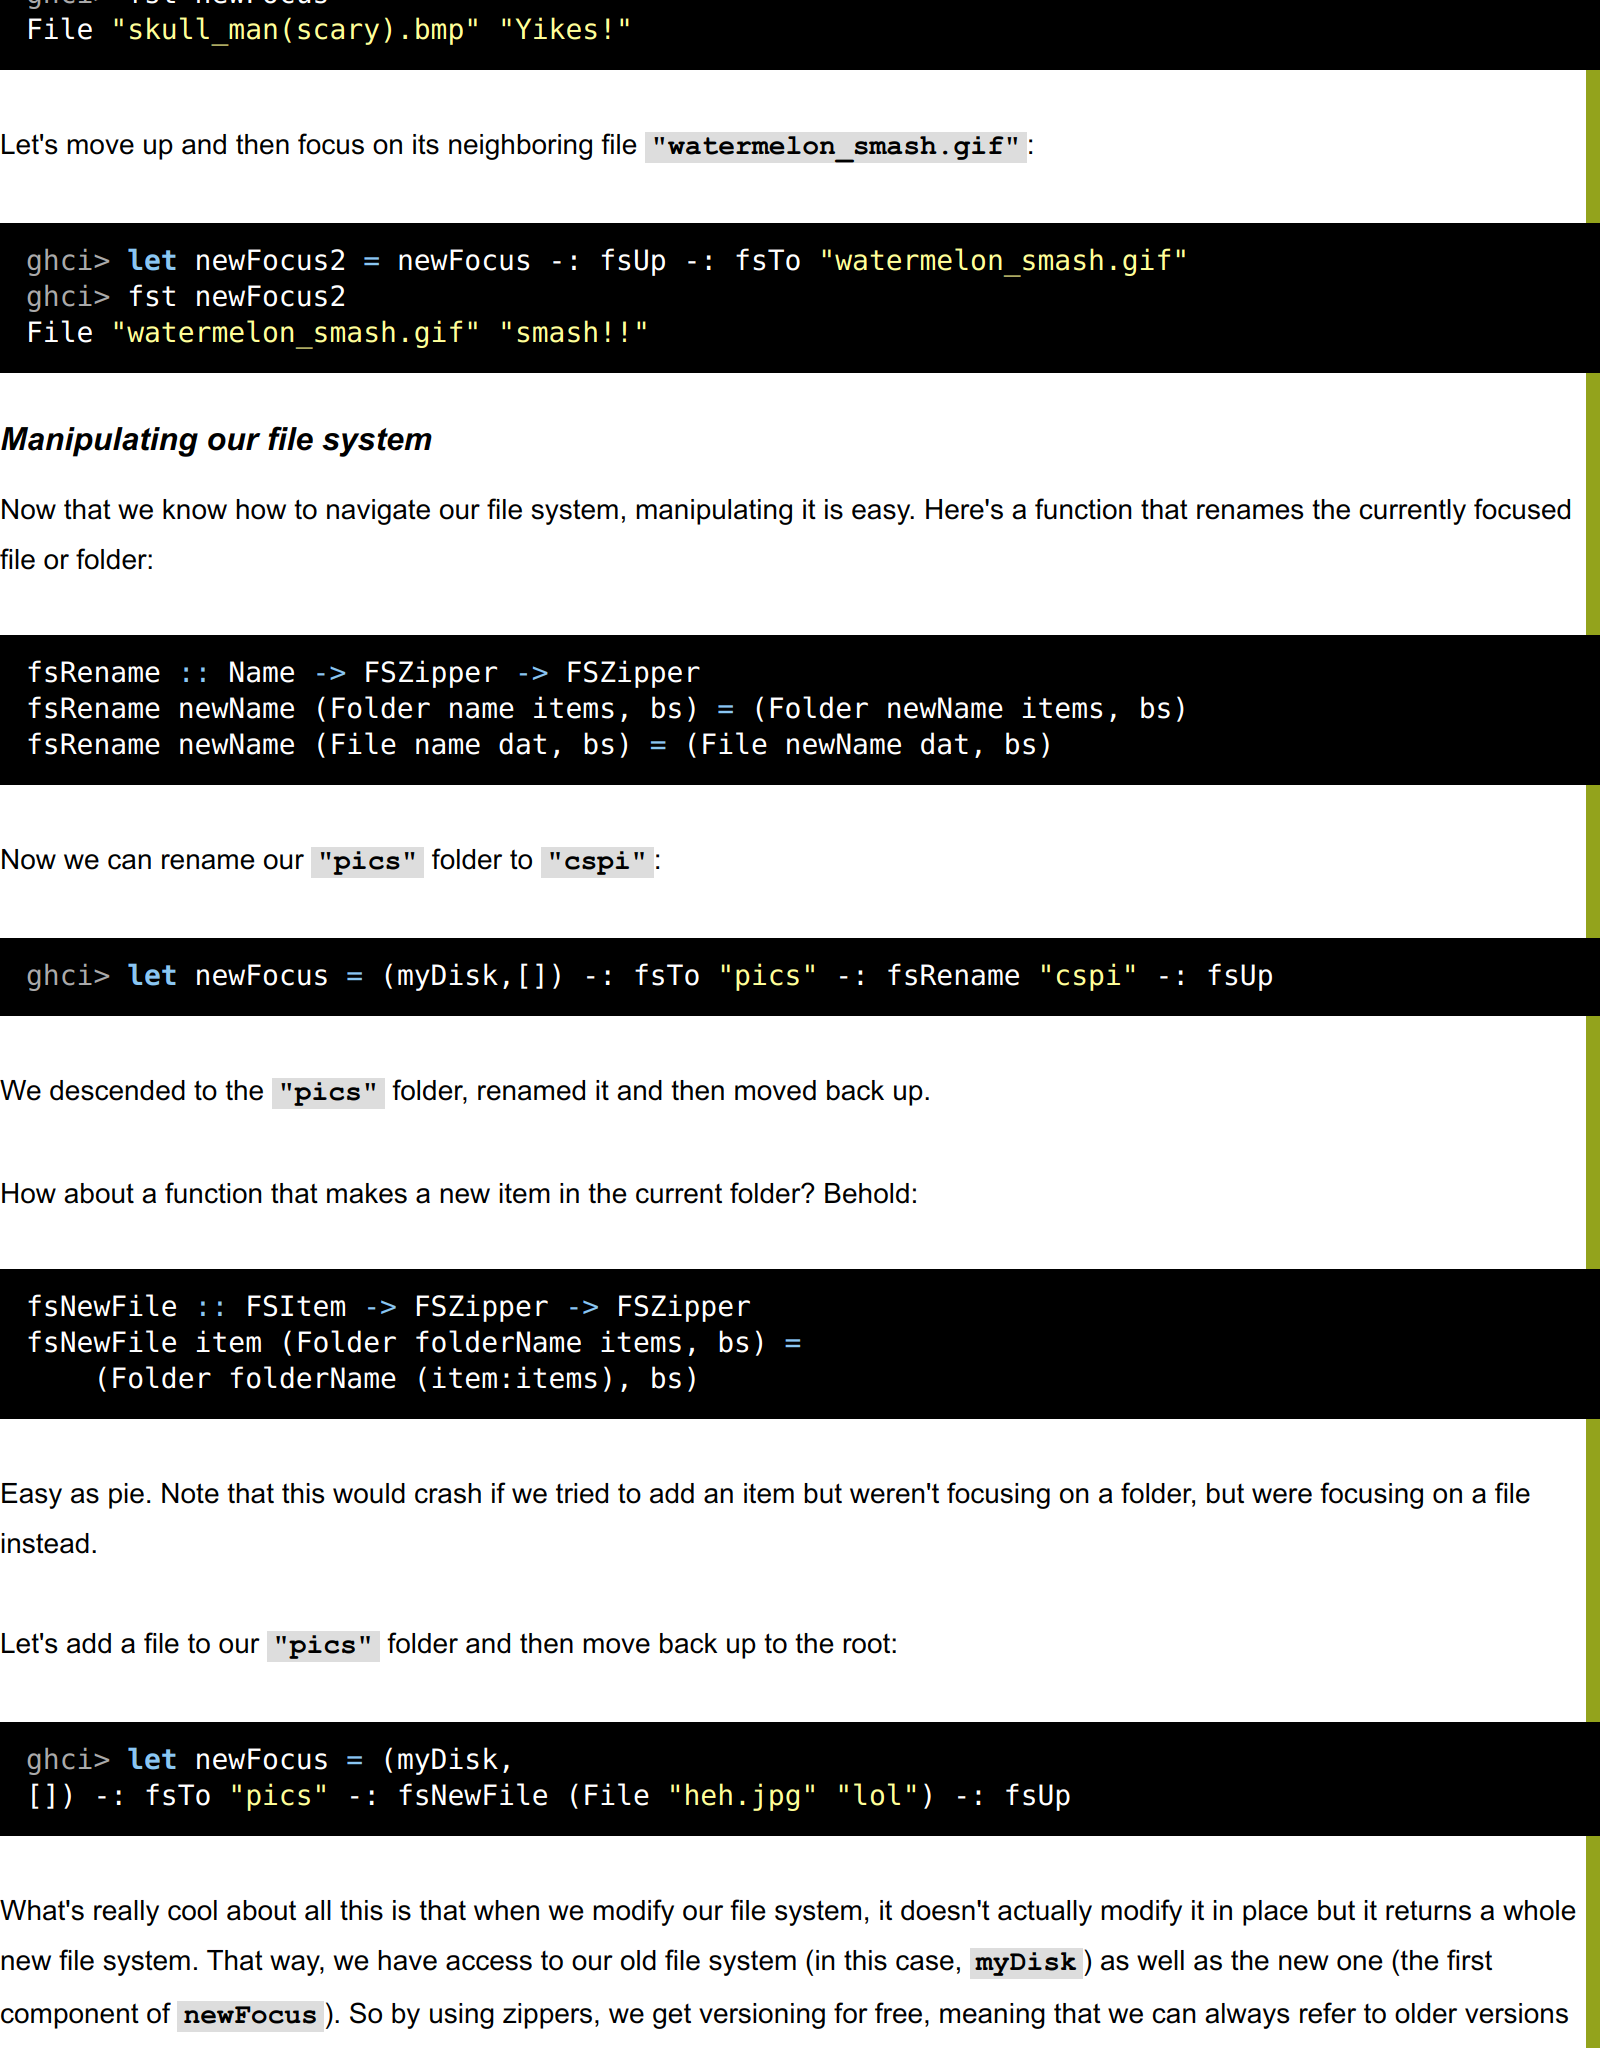 ghci> fst newFocus
File "skull_man(scary).bmp" "Yikes!"
Let's move up and then focus on its neighboring file "watermelon_smash.gif":
ghci> let newFocus2 = newFocus -: fsUp -: fsTo "watermelon_smash.gif"
ghci> fst newFocus2
File "watermelon_smash.gif" "smash!!"
Manipulating our file system
Now that we know how to navigate our file system, manipulating it is easy. Here's a function that renames the currently focused
file or folder:
fsRename :: Name -> FSZipper -> FSZipper
fsRename newName (Folder name items, bs) = (Folder newName items, bs)
fsRename newName (File name dat, bs) = (File newName dat, bs)
Now we can rename our "pics" folder to "cspi":
ghci> let newFocus = (myDisk,[]) -: fsTo "pics" -: fsRename "cspi" -: fsUp
We descended to the "pics" folder, renamed it and then moved back up.
How about a function that makes a new item in the current folder? Behold:
fsNewFile :: FSItem -> FSZipper -> FSZipper
fsNewFile item (Folder folderName items, bs) =
    (Folder folderName (item:items), bs)
Easy as pie. Note that this would crash if we tried to add an item but weren't focusing on a folder, but were focusing on a file
instead.
Let's add a file to our "pics" folder and then move back up to the root:
ghci> let newFocus = (myDisk,
[]) -: fsTo "pics" -: fsNewFile (File "heh.jpg" "lol") -: fsUp
What's really cool about all this is that when we modify our file system, it doesn't actually modify it in place but it returns a whole
new file system. That way, we have access to our old file system (in this case, myDisk) as well as the new one (the first
component of newFocus). So by using zippers, we get versioning for free, meaning that we can always refer to older versions